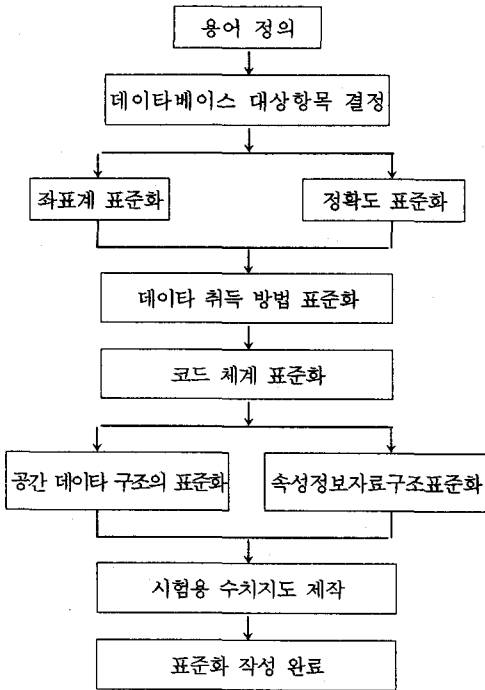 용어 정의
데이타베이스 대상항목 결정
좌표계 표준화
정확도 표준화
데이타 취득 방법 표준화
코드 체계 표준화
공간 데이타 구조의 표준화
속성정보자료구조표준화
시험용 수치지도 제작
표준화 작성 완료